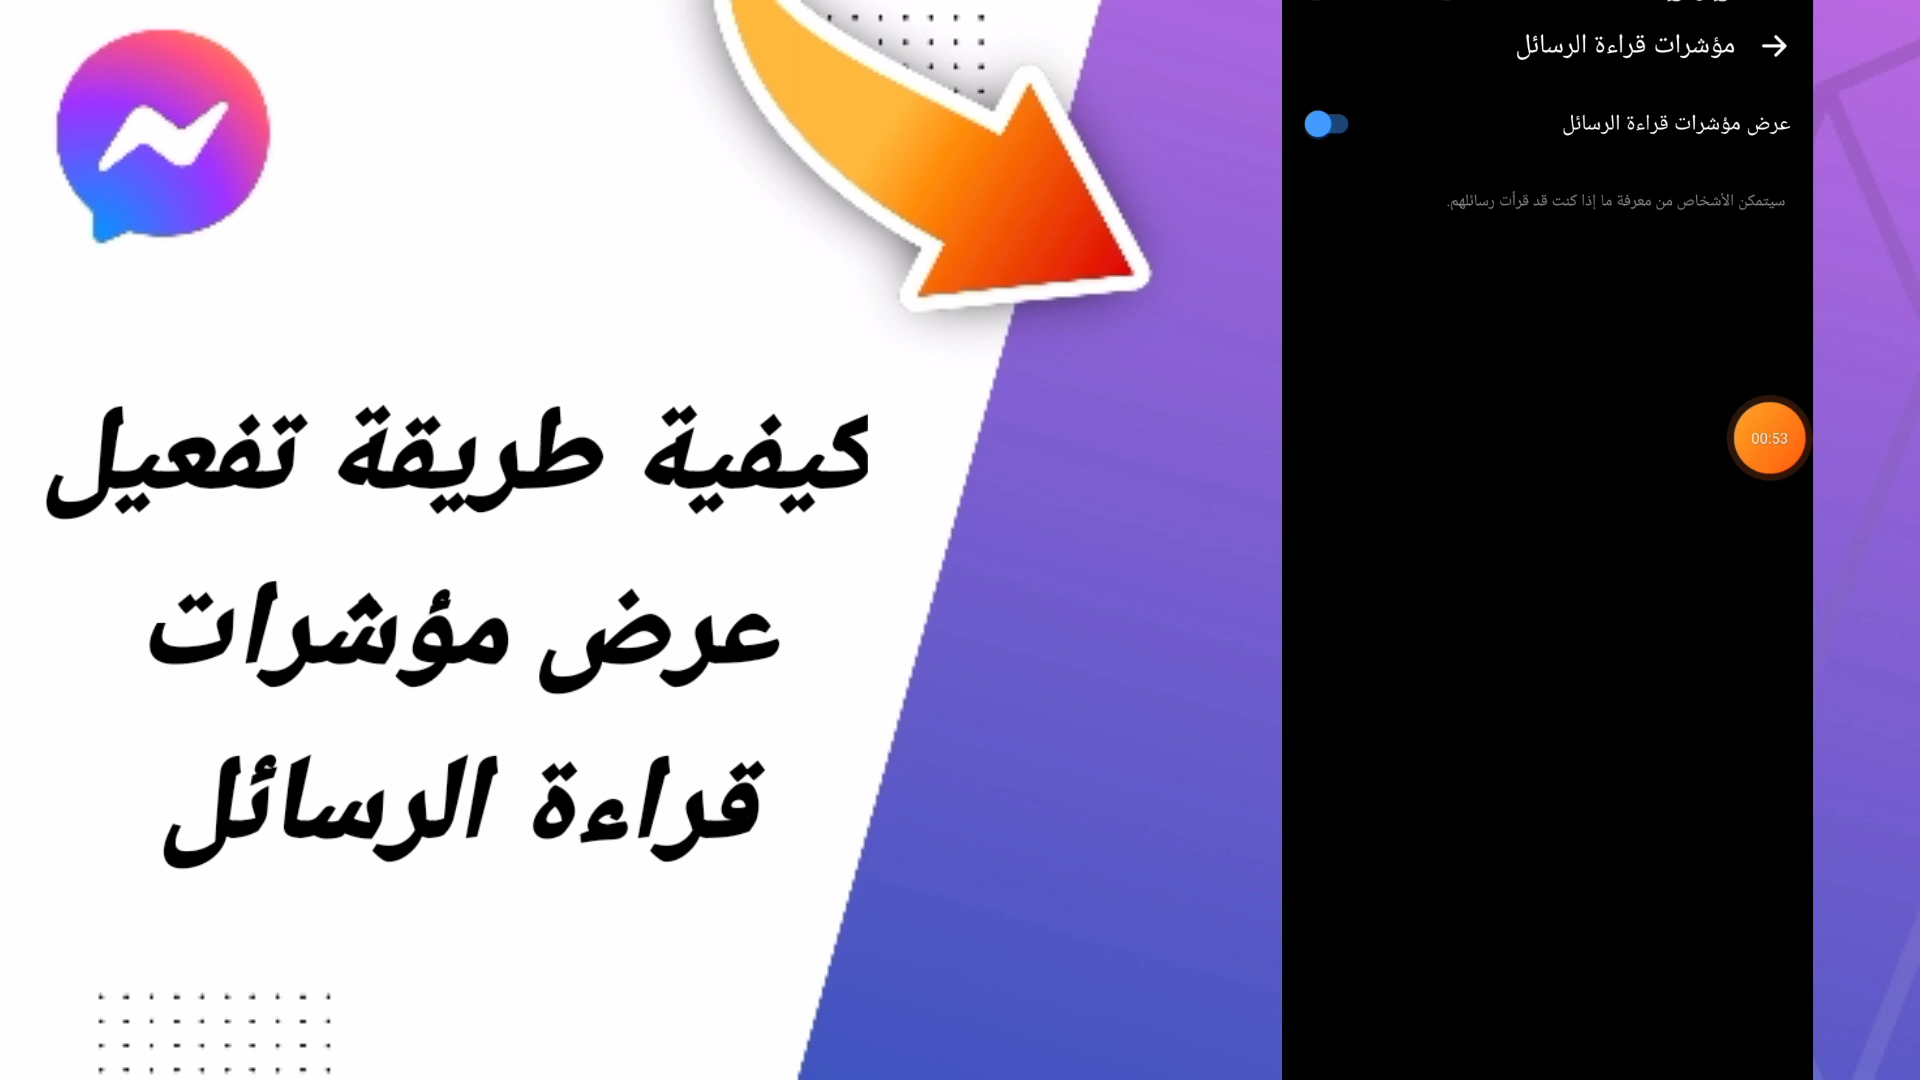 كيفية طريقة تفعيل
عرض مؤشرات
قراءة الرسائل
مؤشرات قراءة الرسائل
عرض مؤشرات قراءة الرسائل
سيتمكن الأشخاص من معرفة ما إذا كنت قد قرأت رسائلهم.
00:53